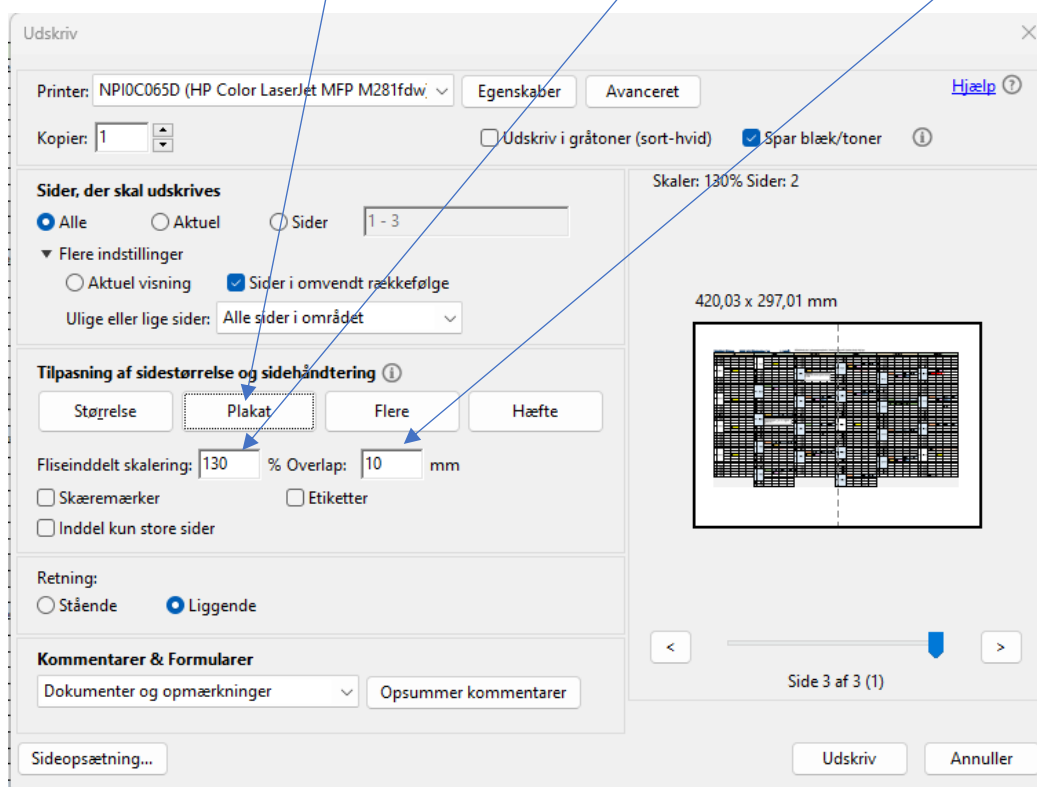 Udskriv
Printer: NPI0C065D (HP Color LaserJet MFP M281fdw) Egenskaber Avanceret Hjælp
Kopier: 1 Udskriv i gråtoner (sort-hvid) Spar blæk/toner
Sider, der skal udskrives
Alle Aktuel Sider 1 - 3
Flere indstillinger
Aktuel visning Sider i omvendt rækkefølge
Ulige eller lige sider: Alle sider i området
Tilpasning af sidestørrelse og sidehåndtering
Størrelse Plakat Flere Hæfte
Fliseinddelt skalering: 130 % Overlap: 10 mm
Skæremærker Etiketter
Inddel kun store sider
Retning:
Stående Liggende
Kommentarer & Formularer
Dokumenter og opmærkninger Opsummer kommentarer
Skaler: 130% Sider: 2
420,03 x 297,01 mm
< >
Side 3 af 3 (1)
Sideopsætning... Udskriv Annuller